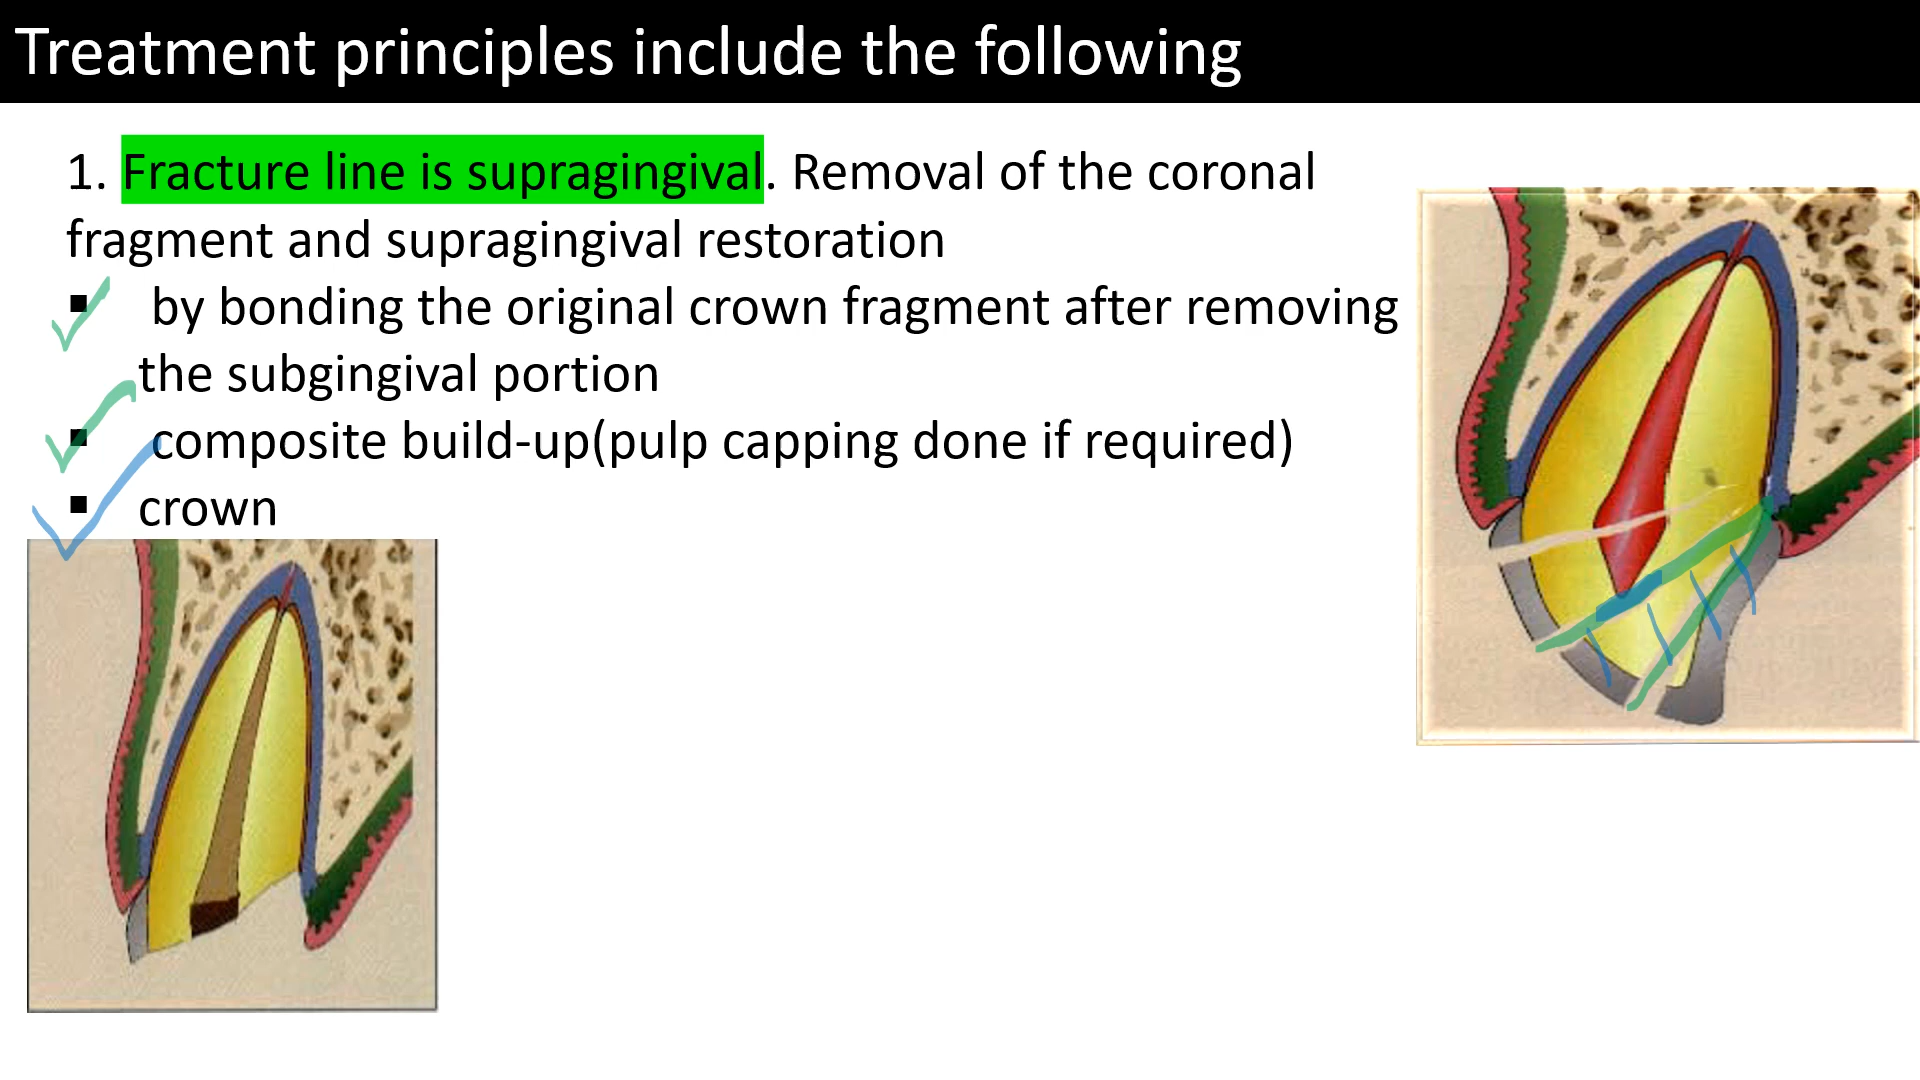 Treatment principles include the following
1. Fracture line is supragingival. Removal of the coronal
fragment and supragingival restoration
▪ by bonding the original crown fragment after removing
the subgingival portion
▪ composite build-up(pulp capping done if required)
▪ crown